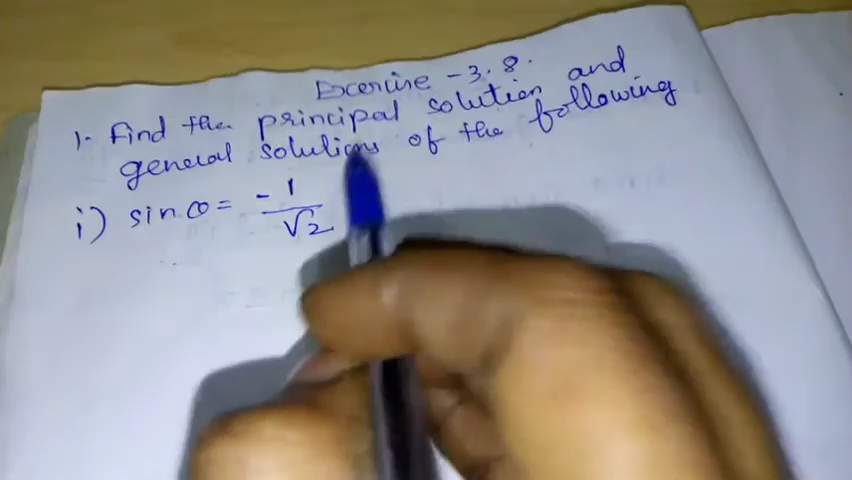 Exercise - 3.8.
1. Find the principal solution and
general solutions of the following
i) sin θ = -1/√2